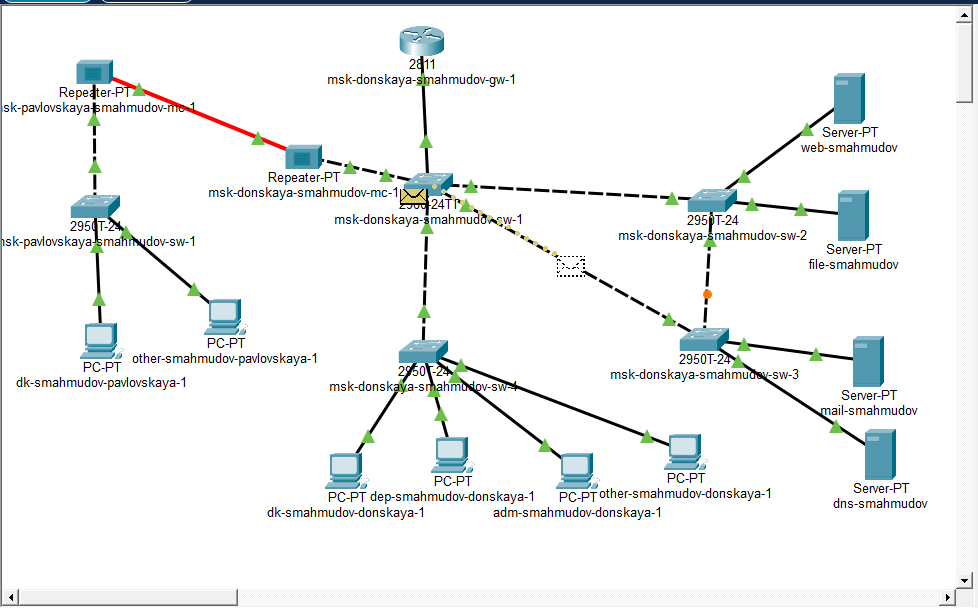 2811
msk-donskaya-smahmudov-gw-1
Repeater-PT
msk-pavlovskaya-smahmudov-mc-1
Repeater-PT
msk-donskaya-smahmudov-mc-1
2960-24TT
msk-donskaya-smahmudov-sw-1
Server-PT
web-smahmudov
2950T-24
msk-donskaya-smahmudov-sw-2
Server-PT
file-smahmudov
2950T-24
msk-pavlovskaya-smahmudov-sw-1
PC-PT
other-smahmudov-pavlovskaya-1
PC-PT
dk-smahmudov-pavlovskaya-1
2950T-24
msk-donskaya-smahmudov-sw-4
2950T-24
msk-donskaya-smahmudov-sw-3
Server-PT
mail-smahmudov
PC-PT
dk-smahmudov-donskaya-1
PC-PT
dep-smahmudov-donskaya-1
PC-PT
adm-smahmudov-donskaya-1
PC-PT
other-smahmudov-donskaya-1
Server-PT
dns-smahmudov